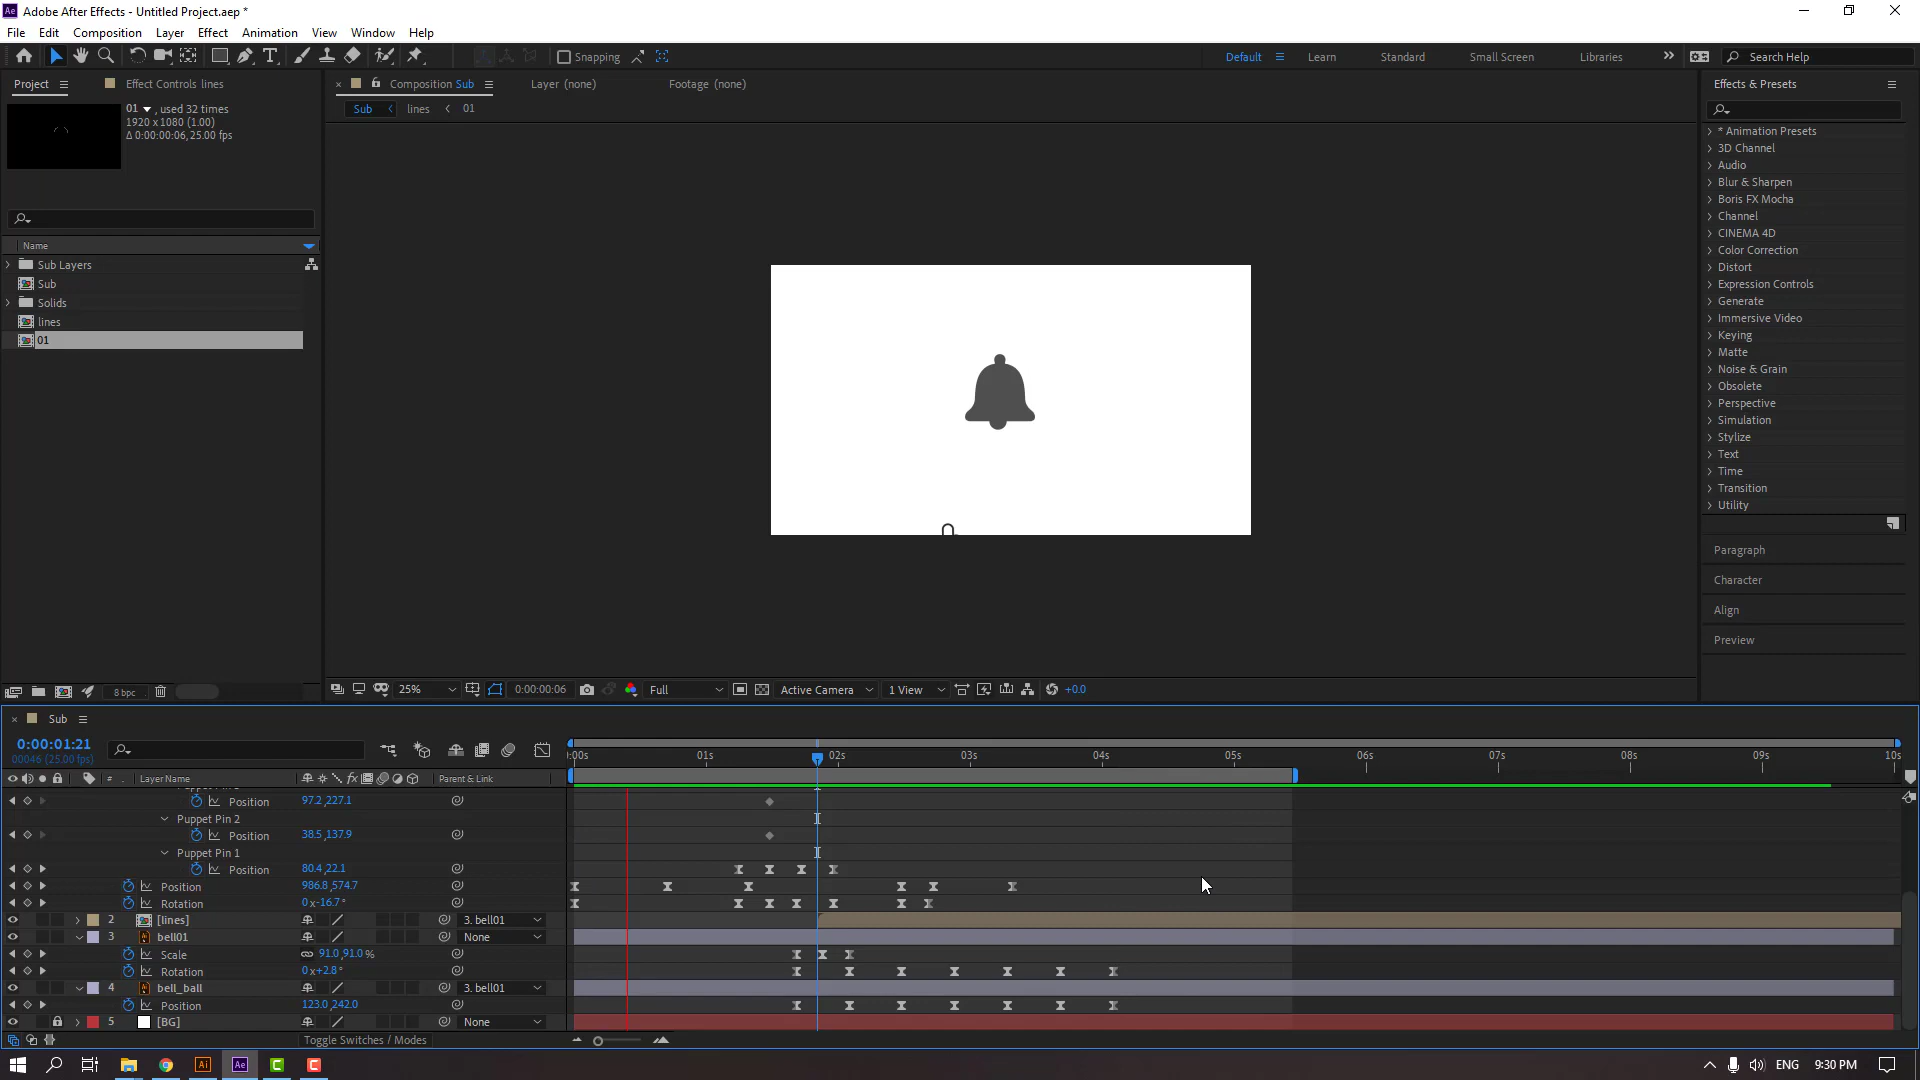 Adobe After Effects - Untitled Project.aep *
File Edit Composition Layer Effect Animation View Window Help
Snapping Default Learn Standard Small Screen Libraries Search Help
Project Effect Controls lines
Composition Sub Layer (none) Footage (none)
Effects & Presets
01 , used 32 times
1920 x 1080 (1.00)
Δ 0:00:00:06, 25.00 fps
Sub lines 01
Name
Sub Layers
Sub
Solids
lines
01
* Animation Presets
3D Channel
Audio
Blur & Sharpen
Boris FX Mocha
Channel
CINEMA 4D
Color Correction
Distort
Expression Controls
Generate
Immersive Video
Keying
Matte
Noise & Grain
Obsolete
Perspective
Simulation
Stylize
Text
Time
Transition
Utility
Paragraph
Character
Align
Preview
8 bpc
25% 0:00:00:06 Full Active Camera 1 View +0.0
Sub
0:00:01:21
00046 (25.00 fps)
:00s 01s 02s 03s 04s 05s 06s 07s 08s 09s 10s
# Layer Name Parent & Link
Position 97.2,227.1
Puppet Pin 2
Position 38.5,137.9
Puppet Pin 1
Position 80.4,22.1
Position 986.8,574.7
Rotation 0x-16.7°
2 [lines] 3. bell01
3 bell01 None
Scale 91.0,91.0%
Rotation 0x+2.8°
4 bell_ball 3. bell01
Position 123.0,242.0
5 [BG] None
Toggle Switches / Modes
ENG 9:30 PM